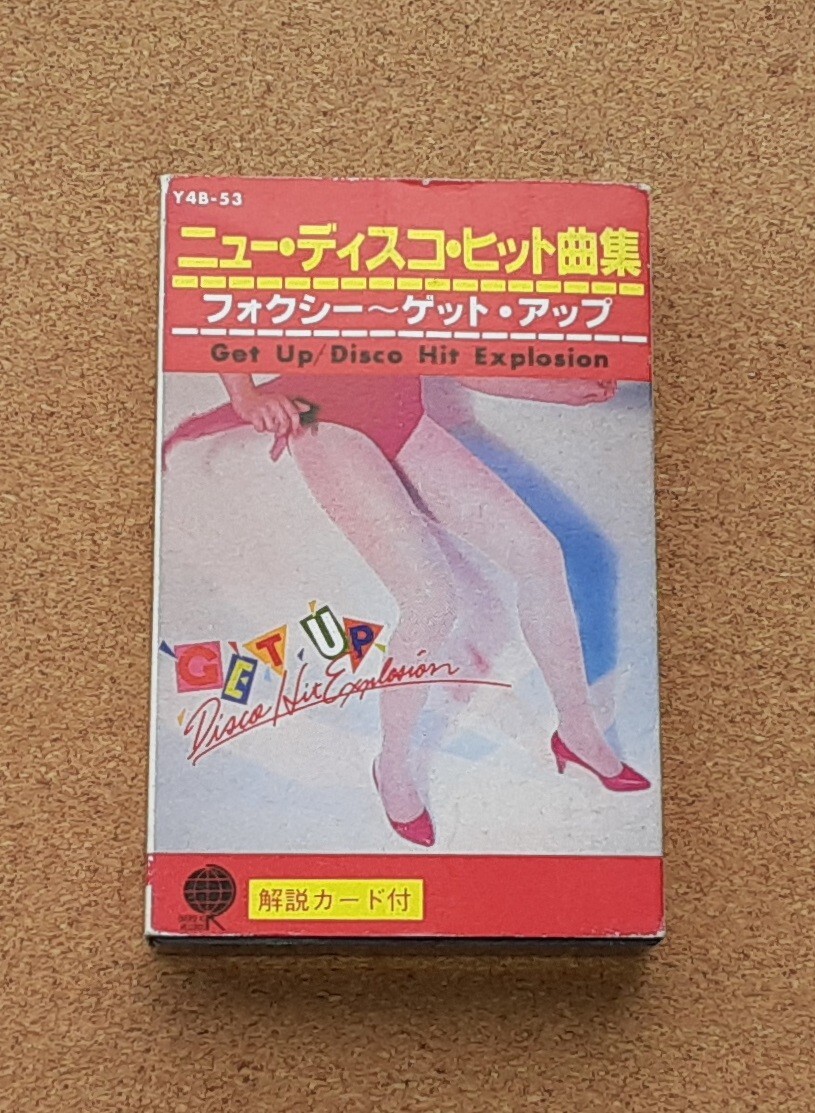 Y4B-53
ニュー・ディスコ・ヒット曲集
フォクシー～ゲット・アップ
Get Up/Disco Hit Explosion
GET UP
Disco Hit Explosion
解説カード付